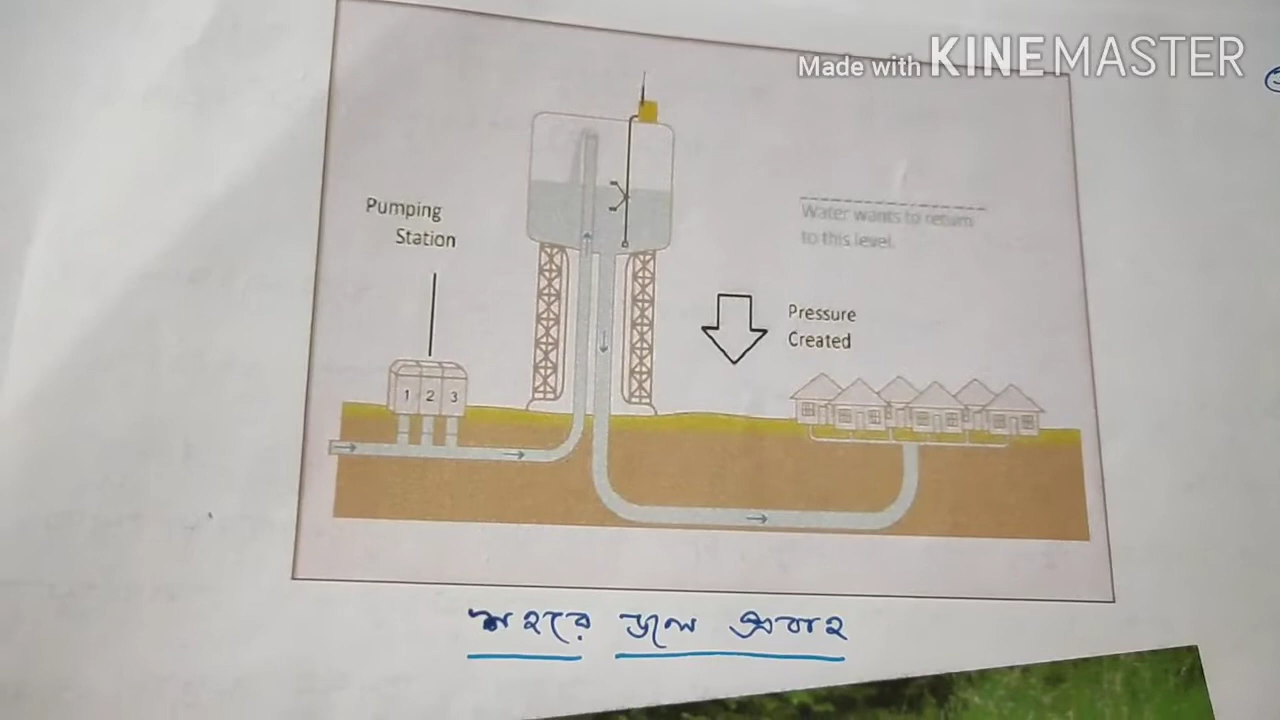 Made with KINEMASTER
Pumping
Station
Water wants to return
to this level.
Pressure
Created
1 2 3
শহরে জল প্রবাহ